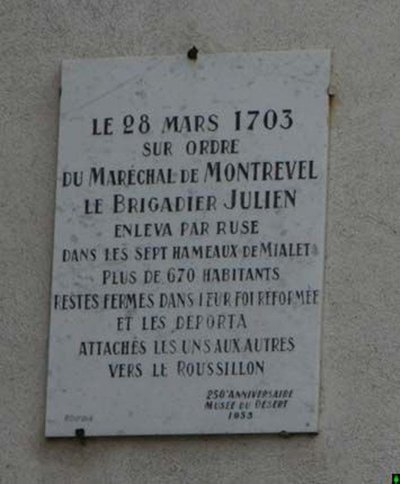 LE 28 MARS 1703
SUR ORDRE
DU MARÉCHAL DE MONTREVEL
LE BRIGADIER JULIEN
ENLEVA PAR RUSE
DANS LES SEPT HAMEAUX DE MIALET
PLUS DE 670 HABITANTS
RESTÉS FERMES DANS LEUR FOI RÉFORMÉE
ET LES DÉPORTA
ATTACHÉS LES UNS AUX AUTRES
VERS LE ROUSSILLON
250E ANNIVERSAIRE
MUSÉE DU DÉSERT
1953